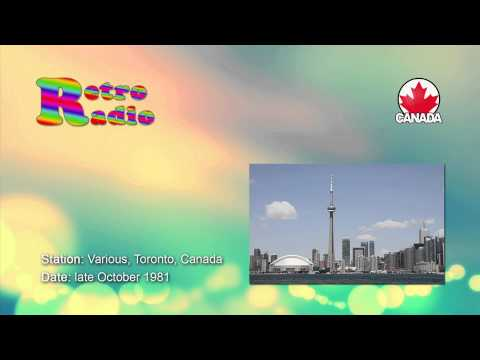 Retro
Radio
CANADA
Station: Various, Toronto, Canada
Date: late October 1981